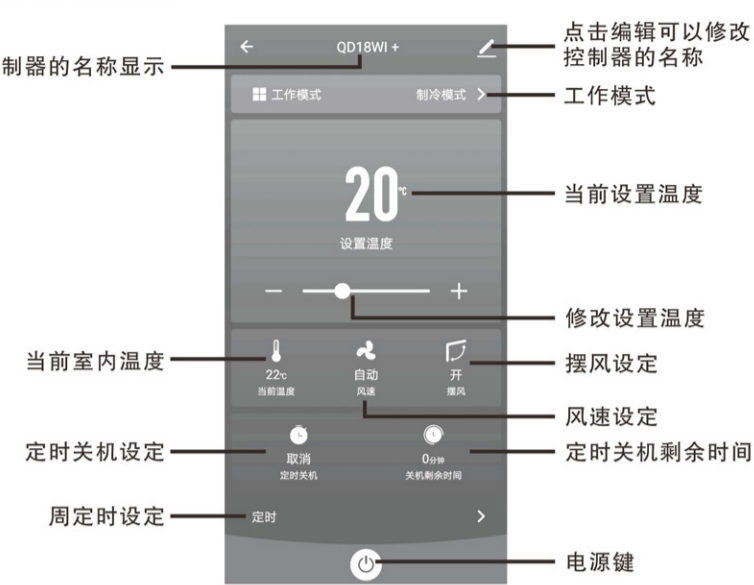 点击编辑可以修改
控制器的名称
QD18WI +
制器的名称显示
工作模式
制冷模式
工作模式
20℃
当前设置温度
设置温度
修改设置温度
当前室内温度
22℃
当前温度
自动
风速
开
摆风
摆风设定
风速设定
定时关机设定
取消
定时关机
0分钟
关机剩余时间
定时关机剩余时间
周定时设定
定时
电源键